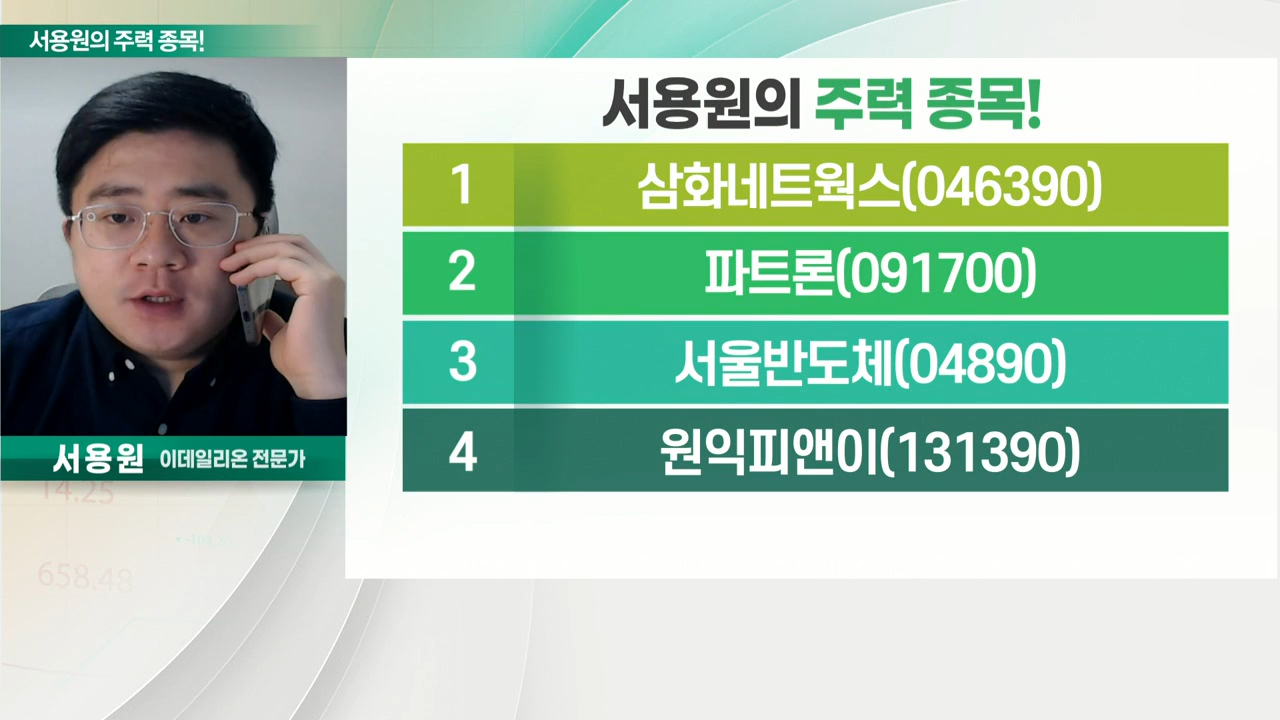 서용원의 주력 종목!
서용원의 주력 종목!
1 삼화네트웍스(046390)
2 파트론(091700)
3 서울반도체(04890)
4 원익피앤이(131390)
서용원 이데일리온 전문가
14.25
658.48